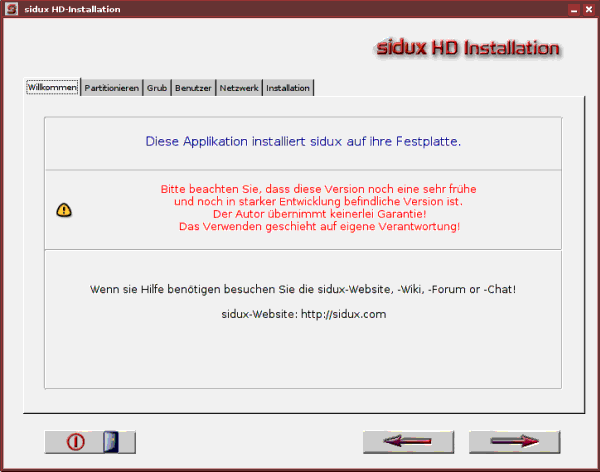 sidux HD-Installation
sidux HD Installation
Willkommen Partitionieren Grub Benutzer Netzwerk Installation
Diese Applikation installiert sidux auf ihre Festplatte.
Bitte beachten Sie, dass diese Version noch eine sehr frühe
und noch in starker Entwicklung befindliche Version ist.
Der Autor übernimmt keinerlei Garantie!
Das Verwenden geschieht auf eigene Verantwortung!
Wenn sie Hilfe benötigen besuchen Sie die sidux-Website, -Wiki, -Forum or -Chat!
sidux-Website: http://sidux.com